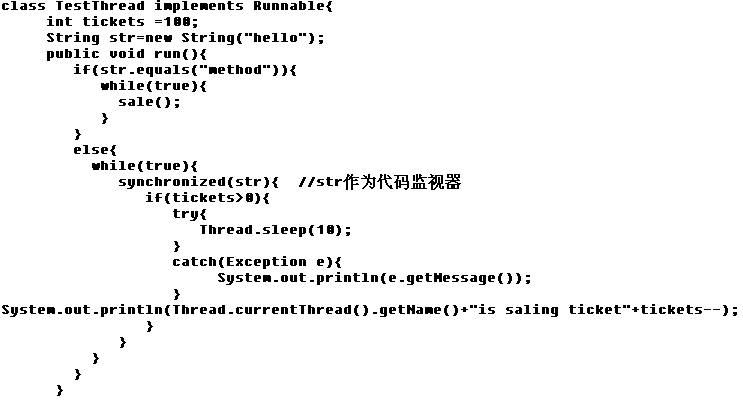 class TestThread implements Runnable{
int tickets =100;
String str=new String("hello");
public void run(){
if(str.equals("method")){
while(true){
sale();
}
}
else{
while(true){
synchronized(str){ //str作为代码监视器
if(tickets>0){
try{
Thread.sleep(10);
}
catch(Exception e){
System.out.println(e.getMessage());
}
System.out.println(Thread.currentThread().getName()+"is saling ticket"+tickets--);
}
}
}
}
}